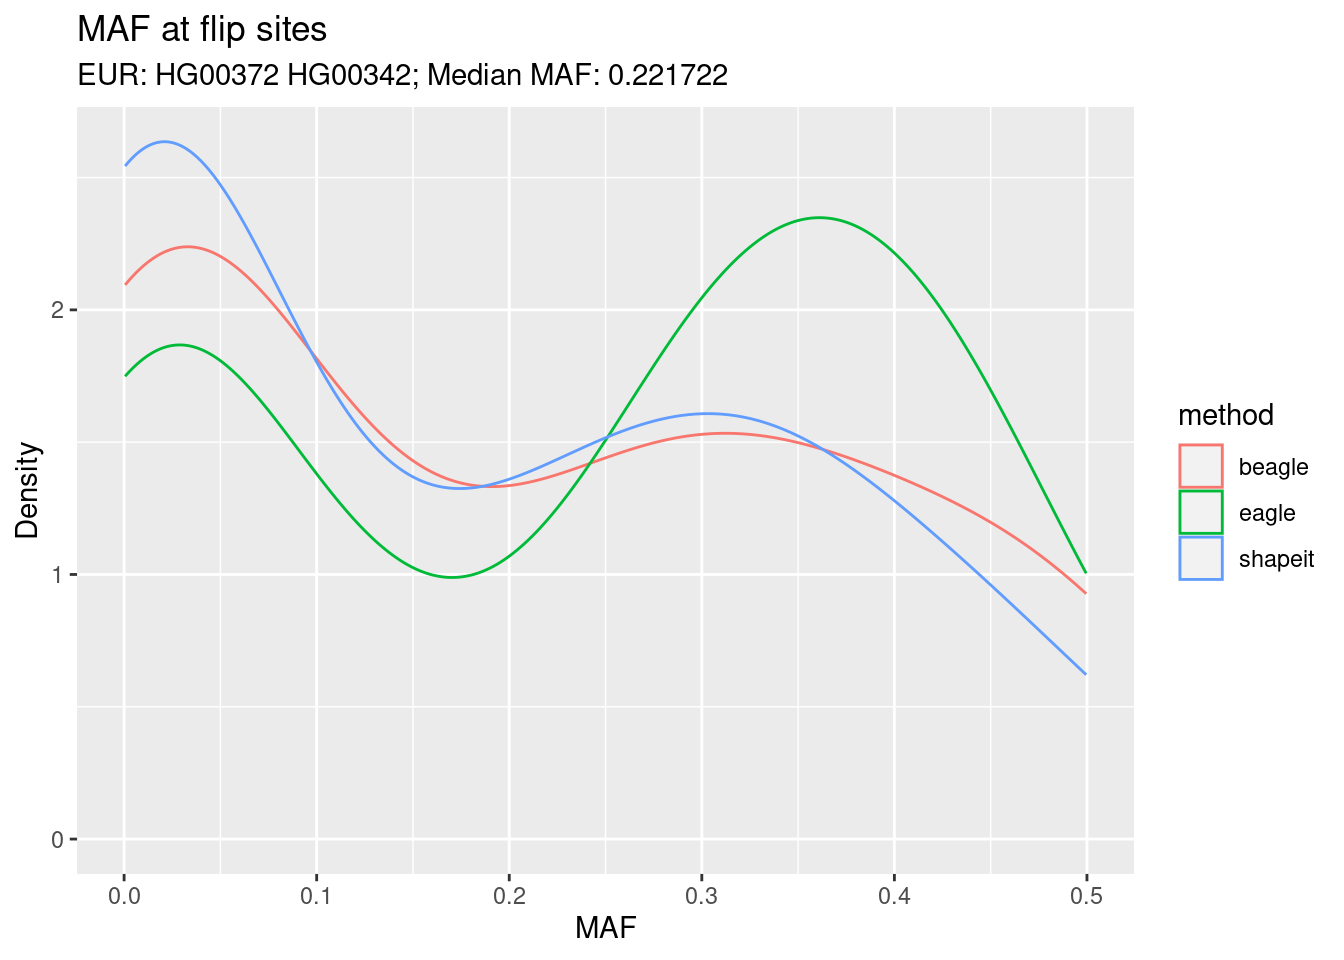 MAF at flip sites
EUR: HG00372 HG00342; Median MAF: 0.221722
Density
2
1
0
0.0 0.1 0.2 0.3 0.4 0.5
MAF
method
beagle
eagle
shapeit